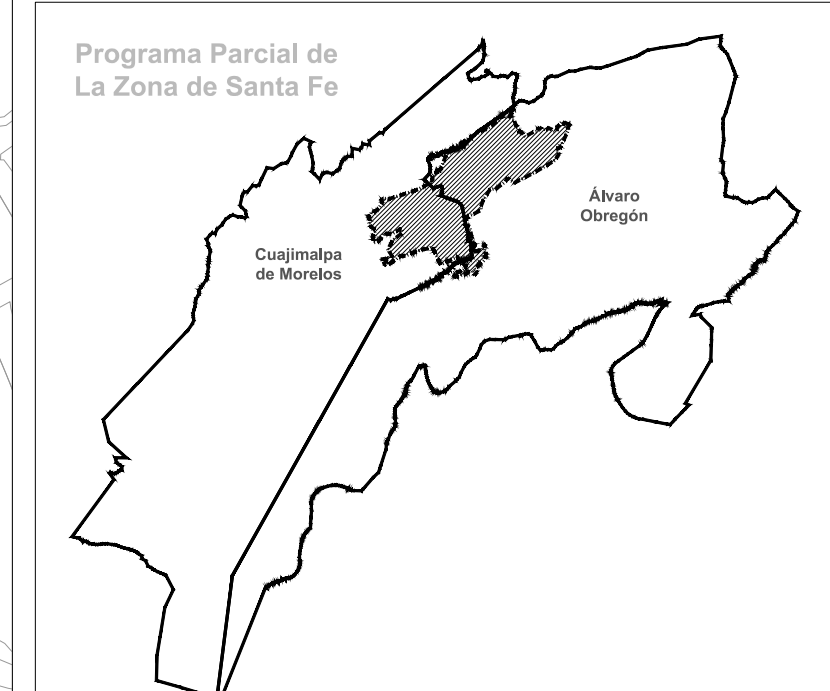 Programa Parcial de
La Zona de Santa Fe
Álvaro
Obregón
Cuajimalpa
de Morelos